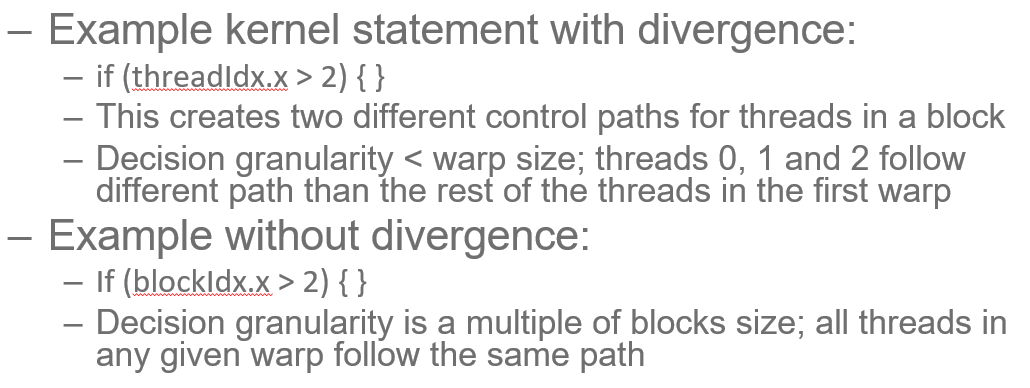 – Example kernel statement with divergence:
– if (threadIdx.x > 2) { }
– This creates two different control paths for threads in a block
– Decision granularity < warp size; threads 0, 1 and 2 follow
different path than the rest of the threads in the first warp
– Example without divergence:
– If (blockIdx.x > 2) { }
– Decision granularity is a multiple of blocks size; all threads in
any given warp follow the same path